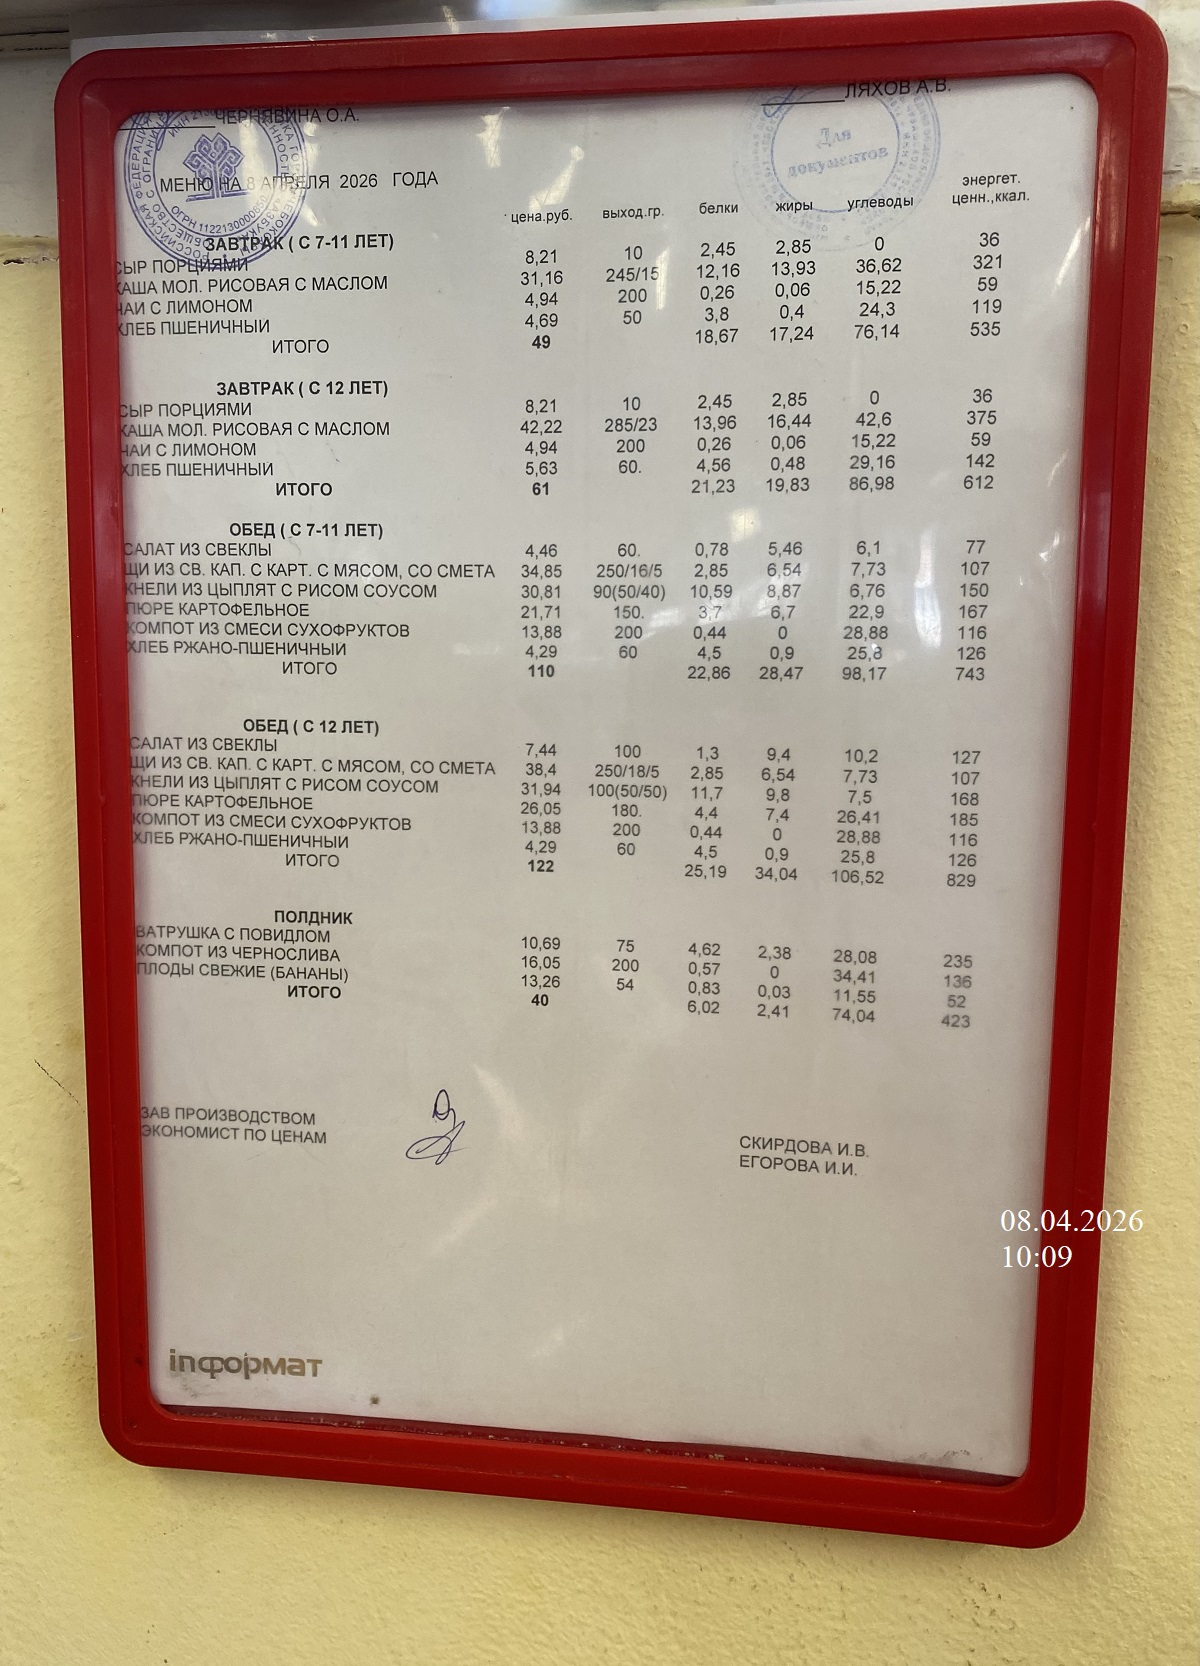 ЧЕРНЯВИНА О.А. ЛЯХОВ А.В.
Для
документов
МЕНЮ НА 8 АПРЕЛЯ 2026 ГОДА
цена.руб. выход.гр. белки жиры углеводы энергет. ценн.,ккал.
ЗАВТРАК ( С 7-11 ЛЕТ)
СЫР ПОРЦИЯМИ 8,21 10 2,45 2,85 0 36
КАША МОЛ. РИСОВАЯ С МАСЛОМ 31,16 245/15 12,16 13,93 36,62 321
ЧАЙ С ЛИМОНОМ 4,94 200 0,26 0,06 15,22 59
ХЛЕБ ПШЕНИЧНЫЙ 4,69 50 3,8 0,4 24,3 119
ИТОГО 49 18,67 17,24 76,14 535
ЗАВТРАК ( С 12 ЛЕТ)
СЫР ПОРЦИЯМИ 8,21 10 2,45 2,85 0 36
КАША МОЛ. РИСОВАЯ С МАСЛОМ 42,22 285/23 13,96 16,44 42,6 375
ЧАЙ С ЛИМОНОМ 4,94 200 0,26 0,06 15,22 59
ХЛЕБ ПШЕНИЧНЫЙ 5,63 60. 4,56 0,48 29,16 142
ИТОГО 61 21,23 19,83 86,98 612
ОБЕД ( С 7-11 ЛЕТ)
САЛАТ ИЗ СВЕКЛЫ 4,46 60. 0,78 5,46 6,1 77
ЩИ ИЗ СВ. КАП. С КАРТ. С МЯСОМ, СО СМЕТА 34,85 250/16/5 2,85 6,54 7,73 107
КНЕЛИ ИЗ ЦЫПЛЯТ С РИСОМ СОУСОМ 30,81 90(50/40) 10,59 8,87 6,76 150
ПЮРЕ КАРТОФЕЛЬНОЕ 21,71 150. 3,7 6,7 22,9 167
КОМПОТ ИЗ СМЕСИ СУХОФРУКТОВ 13,88 200 0,44 0 28,88 116
ХЛЕБ РЖАНО-ПШЕНИЧНЫЙ 4,29 60 4,5 0,9 25,8 126
ИТОГО 110 22,86 28,47 98,17 743
ОБЕД ( С 12 ЛЕТ)
САЛАТ ИЗ СВЕКЛЫ 7,44 100 1,3 9,4 10,2 127
ЩИ ИЗ СВ. КАП. С КАРТ. С МЯСОМ, СО СМЕТА 38,4 250/18/5 2,85 6,54 7,73 107
КНЕЛИ ИЗ ЦЫПЛЯТ С РИСОМ СОУСОМ 31,94 100(50/50) 11,7 9,8 7,5 168
ПЮРЕ КАРТОФЕЛЬНОЕ 26,05 180. 4,4 7,4 26,41 185
КОМПОТ ИЗ СМЕСИ СУХОФРУКТОВ 13,88 200 0,44 0 28,88 116
ХЛЕБ РЖАНО-ПШЕНИЧНЫЙ 4,29 60 4,5 0,9 25,8 126
ИТОГО 122 25,19 34,04 106,52 829
ПОЛДНИК
ВАТРУШКА С ПОВИДЛОМ 10,69 75 4,62 2,38 28,08 235
КОМПОТ ИЗ ЧЕРНОСЛИВА 16,05 200 0,57 0 34,41 136
ПЛОДЫ СВЕЖИЕ (БАНАНЫ) 13,26 54 0,83 0,03 11,55 52
ИТОГО 40 6,02 2,41 74,04 423
ЗАВ ПРОИЗВОДСТВОМ СКИРДОВА И.В.
ЭКОНОМИСТ ПО ЦЕНАМ ЕГОРОВА И.И.
08.04.2026
10:09
inформат